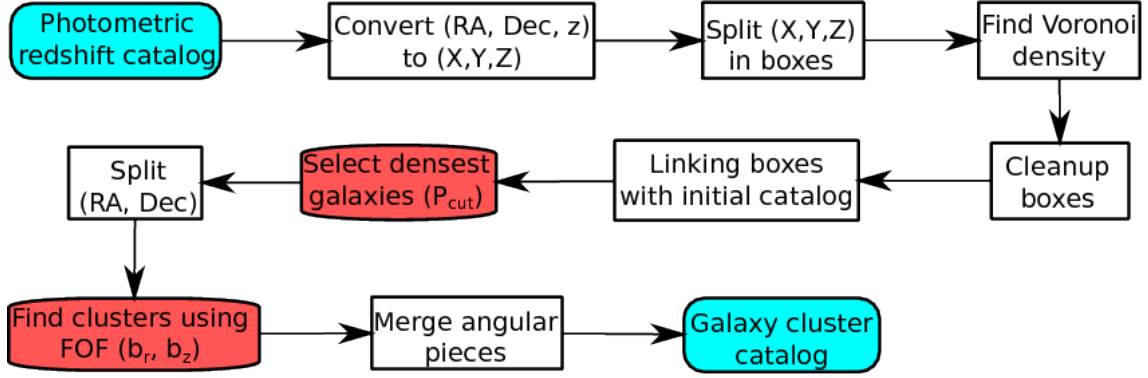 Photometric
redshift catalog
Convert (RA, Dec, z)
to (X,Y,Z)
Split (X,Y,Z)
in boxes
Find Voronoi
density
Cleanup
boxes
Linking boxes
with initial catalog
Select densest
galaxies (Pcut)
Split
(RA, Dec)
Find clusters using
FOF (br, bz)
Merge angular
pieces
Galaxy cluster
catalog